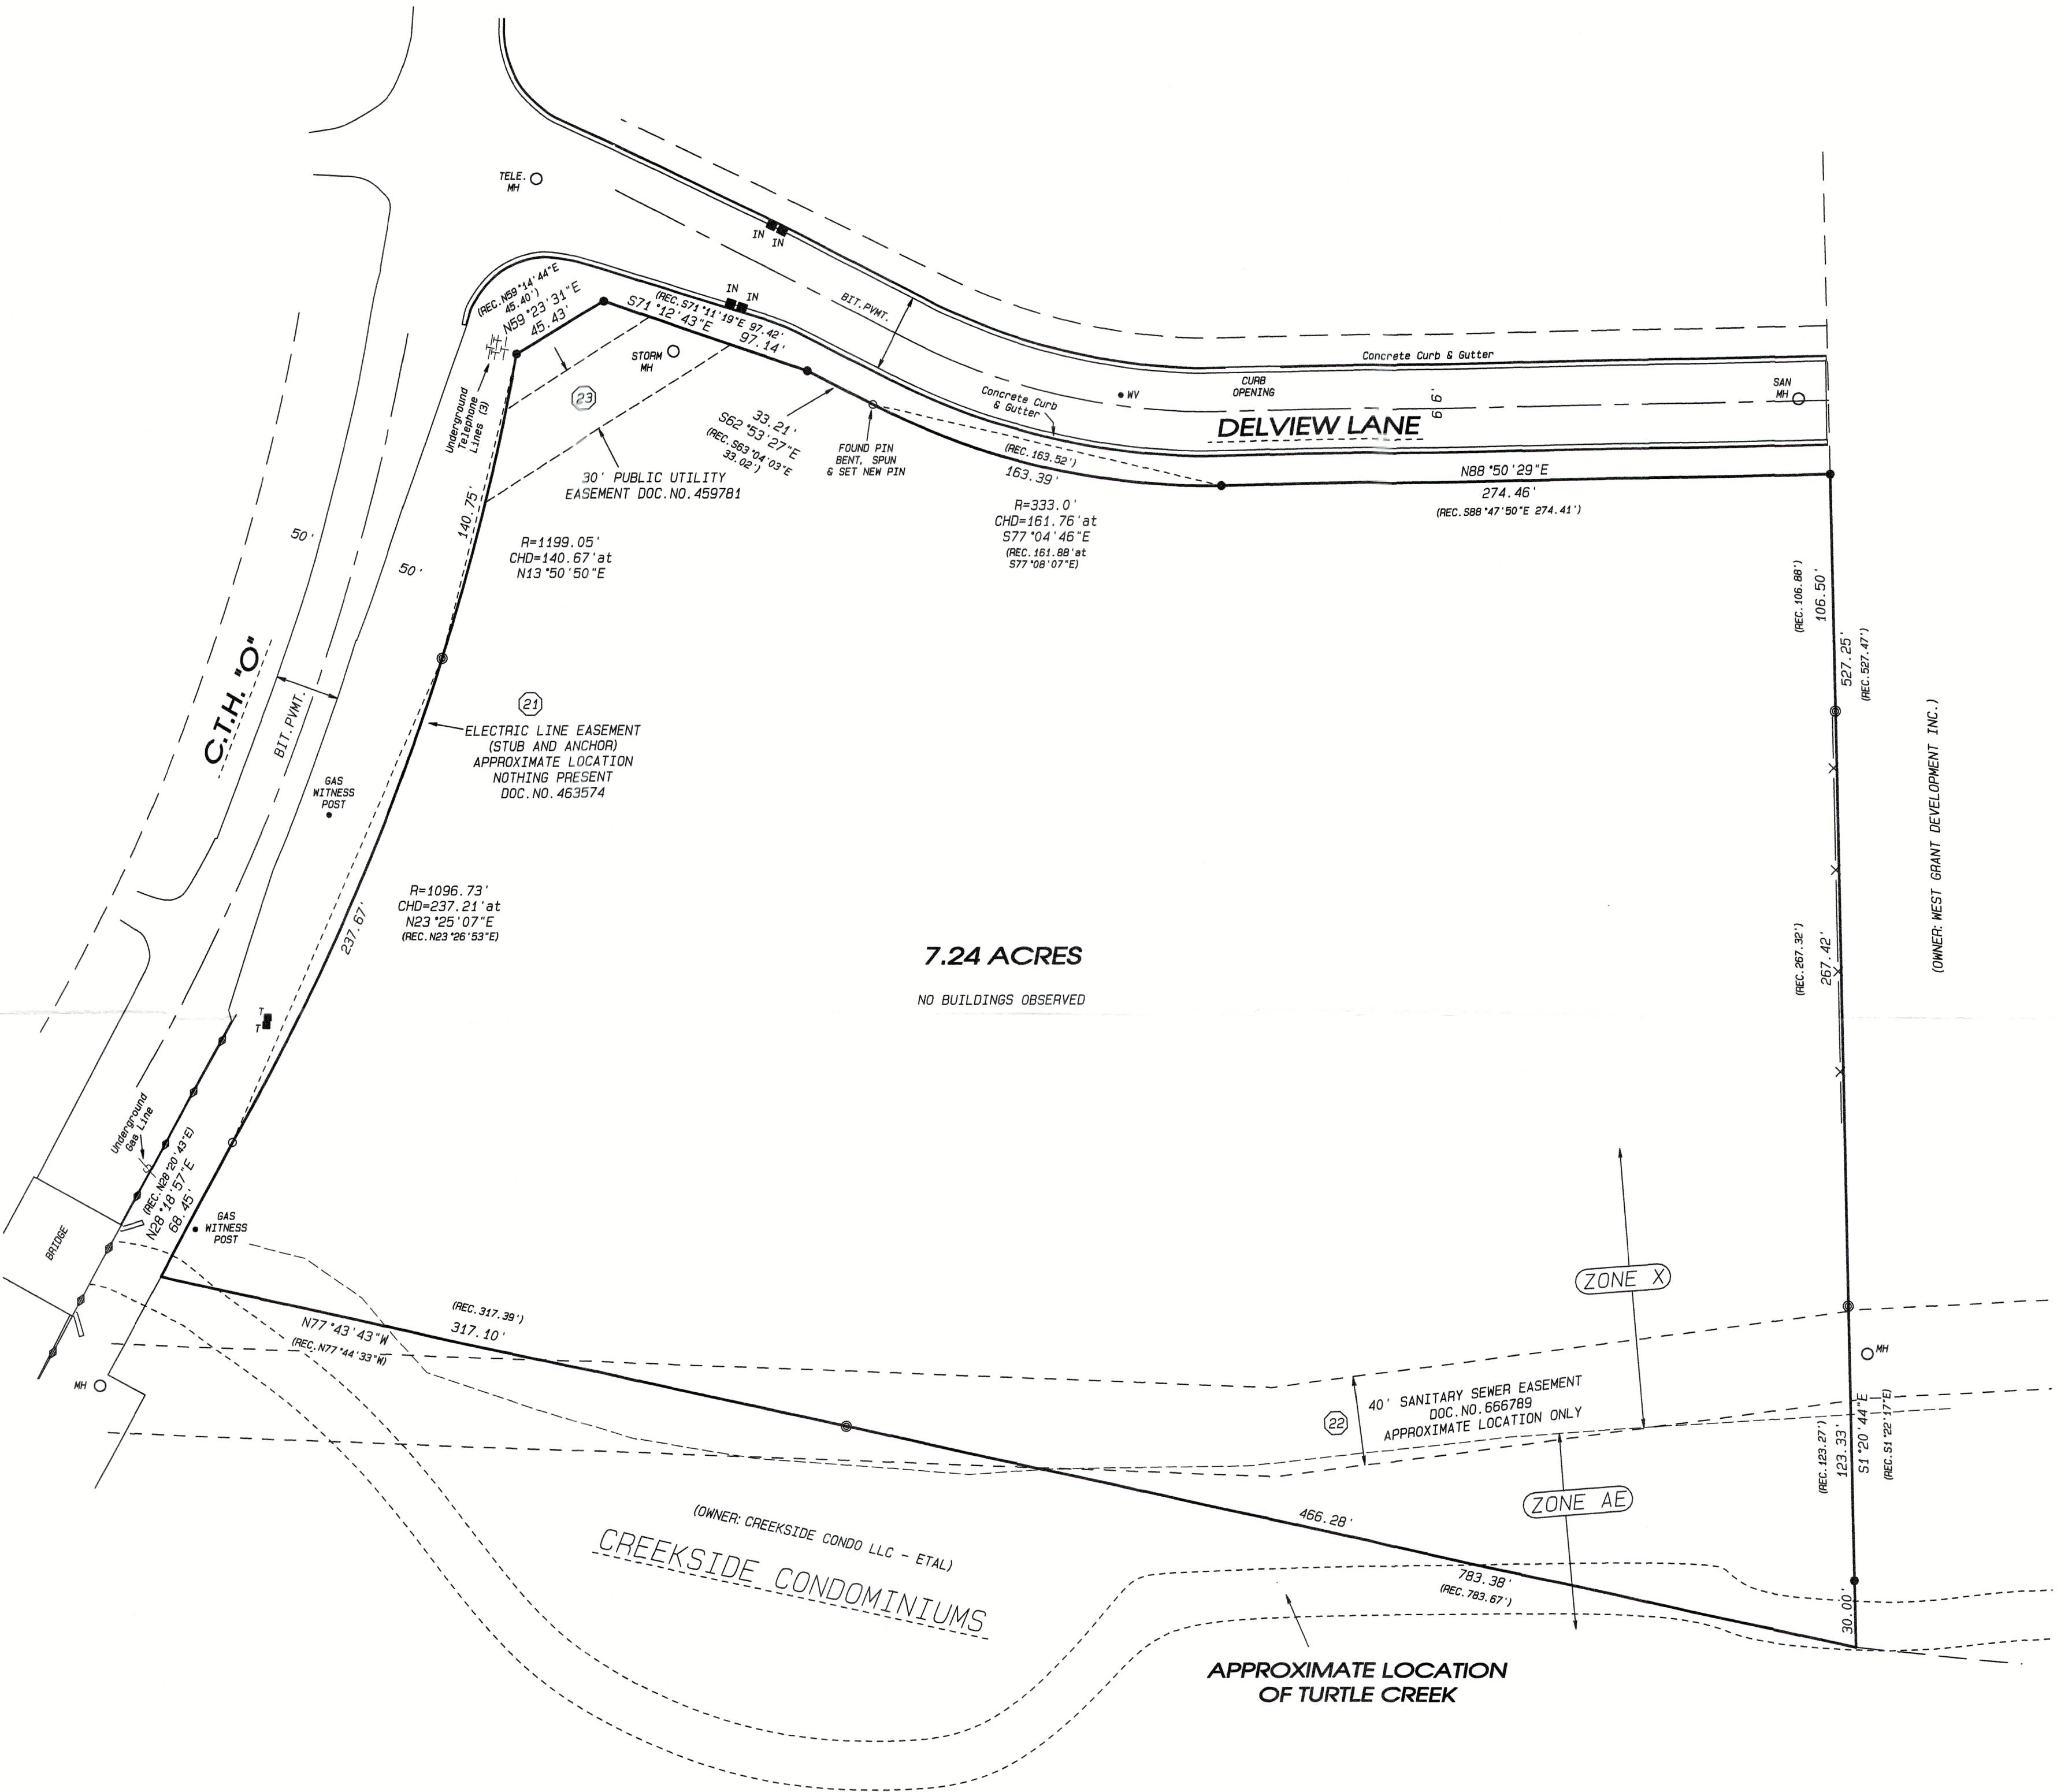 TELE.
MH
IN
IN
IN
IN
BIT.PVMT.
(REC.N59°14'44"E
45.40')
N59°23'31"E
45.43'
(REC.S71°11'19"E 97.42'
S71°12'43"E
97.14'
STORM
MH
Underground
Telephone
Lines (3)
23
33.21'
S62°53'27"E
(REC.S63°04'03"E
33.02')
FOUND PIN
BENT, SPUN
& SET NEW PIN
30' PUBLIC UTILITY
EASEMENT DOC.NO.459781
Concrete Curb
& Gutter
Concrete Curb & Gutter
WV
CURB
OPENING
66'
SAN
MH
DELVIEW LANE
(REC.163.52')
163.39'
R=333.0'
CHD=161.76'at
S77°04'46"E
(REC.161.88'at
S77°08'07"E)
N88°50'29"E
274.46'
(REC.S88°47'50"E 274.41')
50'
50'
140.75'
R=1199.05'
CHD=140.67'at
N13°50'50"E
(REC.106.88')
106.50'
527.25'
(REC.527.47')
C.T.H. "O"
BIT.PVMT.
21
ELECTRIC LINE EASEMENT
(STUB AND ANCHOR)
APPROXIMATE LOCATION
NOTHING PRESENT
DOC.NO.463574
GAS
WITNESS
POST
(OWNER: WEST GRANT DEVELOPMENT INC.)
237.67'
R=1096.73'
CHD=237.21'at
N23°25'07"E
(REC.N23°26'53"E)
7.24 ACRES
NO BUILDINGS OBSERVED
(REC.267.32')
267.42'
T
T
Underground
Gas Line
(REC.N28°20'43"E)
N28°18'57"E
68.45'
BRIDGE
GAS
WITNESS
POST
ZONE X
(REC.317.39')
317.10'
N77°43'43"W
(REC.N77°44'33"W)
MH
MH
22
40' SANITARY SEWER EASEMENT
DOC.NO.666789
APPROXIMATE LOCATION ONLY
(REC.123.27')
123.33'
S1°20'44"E
(REC.S1°22'17"E)
ZONE AE
466.28'
(OWNER: CREEKSIDE CONDO LLC - ETAL)
CREEKSIDE CONDOMINIUMS
783.38'
(REC.783.67')
30.00'
APPROXIMATE LOCATION
OF TURTLE CREEK